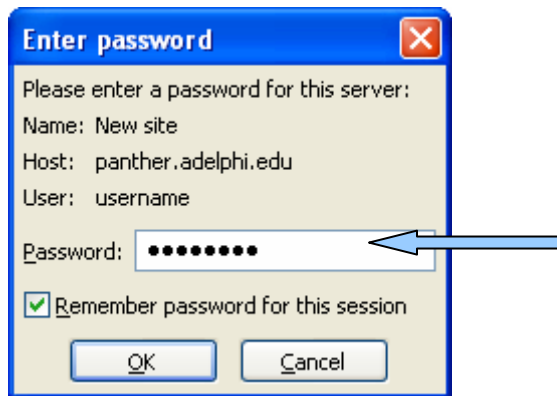 Enter password
Please enter a password for this server:
Name: New site
Host: panther.adelphi.edu
User: username
Password: ●●●●●●●●
Remember password for this session
OK Cancel